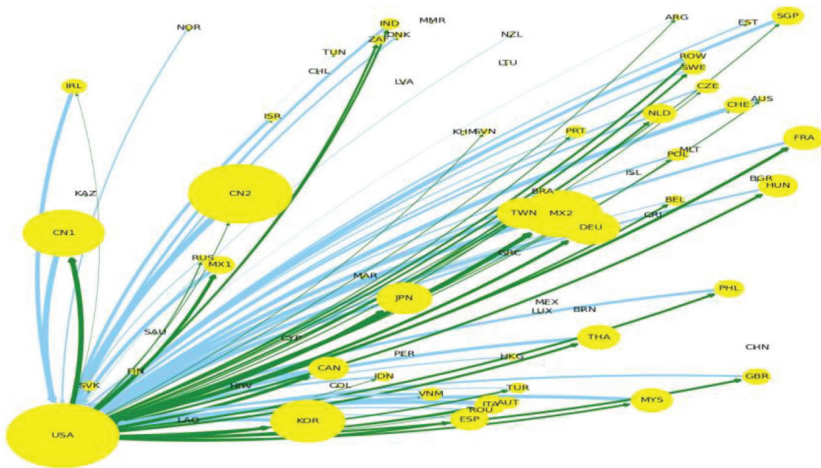 SGP
ARG
EST
MMR
IND
NOR
DNK
NZL
ZAF
TUN
ROW
LTU
SWE
CHL
LVA
IRL
CZE
AUS
CHE
NLD
ISR
KHM
SVN
PRT
FRA
MLT
POL
ISL
BGR
HUN
BRA
KAZ
CN2
BEL
TWN
MX2
CRI
DEU
CN1
GRC
RUS
MX1
MAR
PHL
JPN
MEX
LUX
BRN
SAU
CYP
THA
CHN
PER
HKG
CAN
FIN
IDN
GBR
SVK
HRV
COL
TUR
VNM
MYS
ITA
AUT
ROU
LAO
KOR
ESP
USA